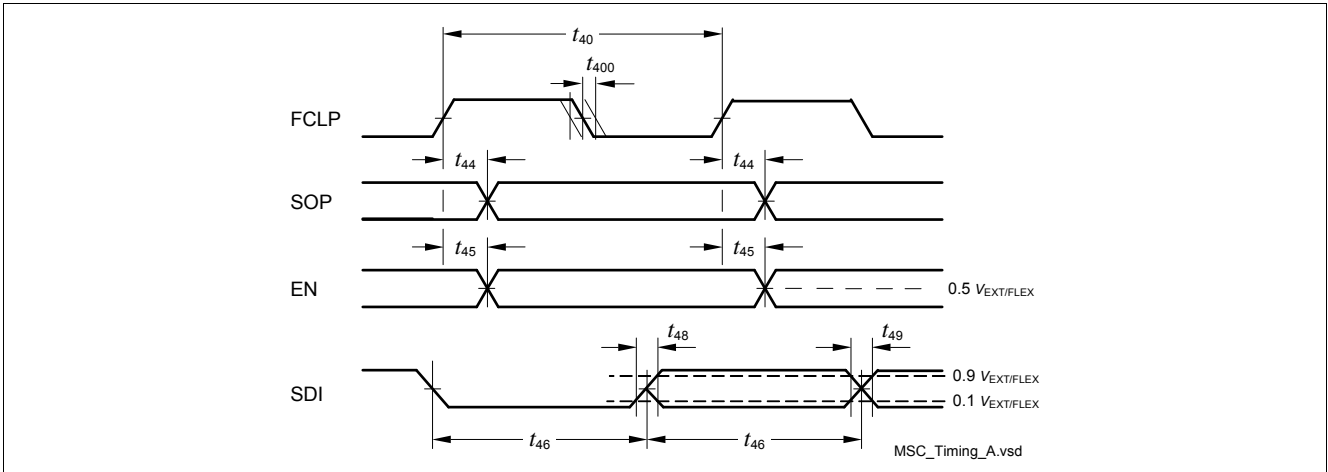 t40
t400
FCLP
t44 t44
SOP
t45 t45
EN
0.5 VEXT/FLEX
t48 t49
SDI
0.9 VEXT/FLEX
0.1 VEXT/FLEX
t46 t46
MSC_Timing_A.vsd